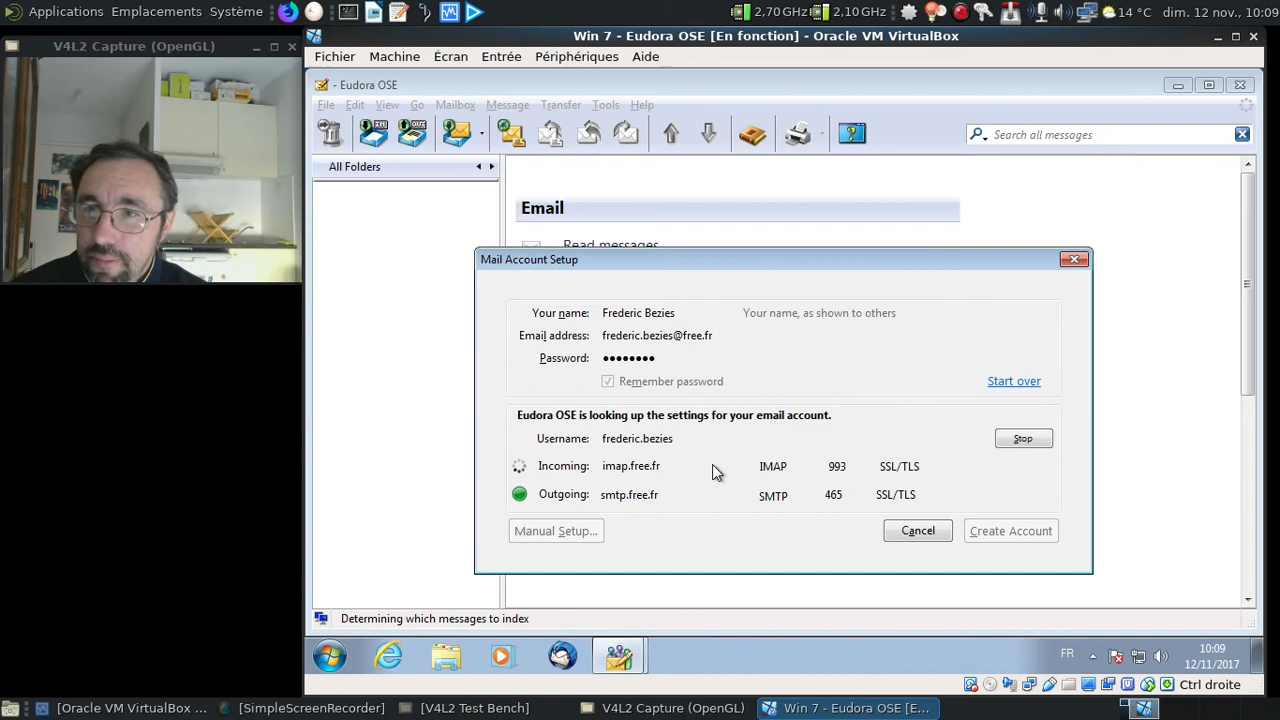 Applications Emplacements Système 2,70 GHz 2,10 GHz 14 °C dim. 12 nov., 10:09
V4L2 Capture (OpenGL)
Win 7 - Eudora OSE [En fonction] - Oracle VM VirtualBox
Fichier Machine Écran Entrée Périphériques Aide
- Eudora OSE
File Edit View Go Mailbox Message Transfer Tools Help
Search all messages
All Folders
Email
Read messages
Mail Account Setup
Your name: Frederic Bezies Your name, as shown to others
Email address: frederic.bezies@free.fr
Password: ••••••••
Remember password Start over
Eudora OSE is looking up the settings for your email account.
Username: frederic.bezies Stop
Incoming: imap.free.fr IMAP 993 SSL/TLS
Outgoing: smtp.free.fr SMTP 465 SSL/TLS
Manual Setup... Cancel Create Account
Determining which messages to index
FR 10:09
12/11/2017
Ctrl droite
[Oracle VM VirtualBox ... [SimpleScreenRecorder] [V4L2 Test Bench] V4L2 Capture (OpenGL) Win 7 - Eudora OSE [E...